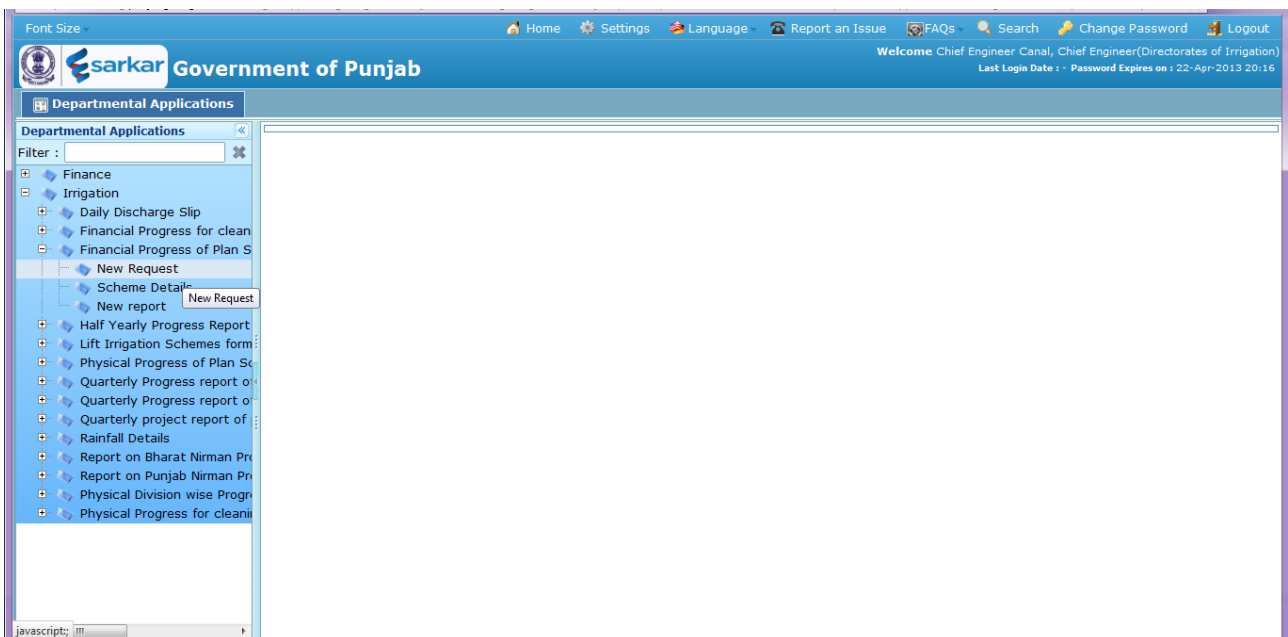 Font Size
Home Settings Language Report an Issue FAQs Search Change Password Logout
sarkar Government of Punjab
Welcome Chief Engineer Canal, Chief Engineer(Directorates of Irrigation)
Last Login Date : - Password Expires on : 22-Apr-2013 20:16
Departmental Applications
Departmental Applications
Filter :
Finance
Irrigation
Daily Discharge Slip
Financial Progress for clean
Financial Progress of Plan S
New Request
Scheme Details
New Request
New report
Half Yearly Progress Report
Lift Irrigation Schemes form
Physical Progress of Plan Sc
Quarterly Progress report of
Quarterly Progress report of
Quarterly project report of
Rainfall Details
Report on Bharat Nirman Pro
Report on Punjab Nirman Pro
Physical Division wise Progre
Physical Progress for cleanin
javascript:;